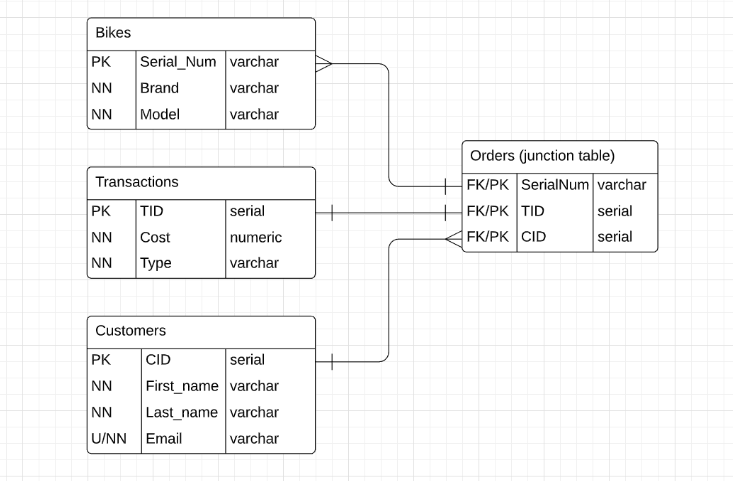 Bikes
PK Serial_Num varchar
NN Brand varchar
NN Model varchar
Transactions
PK TID serial
NN Cost numeric
NN Type varchar
Customers
PK CID serial
NN First_name varchar
NN Last_name varchar
U/NN Email varchar
Orders (junction table)
FK/PK SerialNum varchar
FK/PK TID serial
FK/PK CID serial